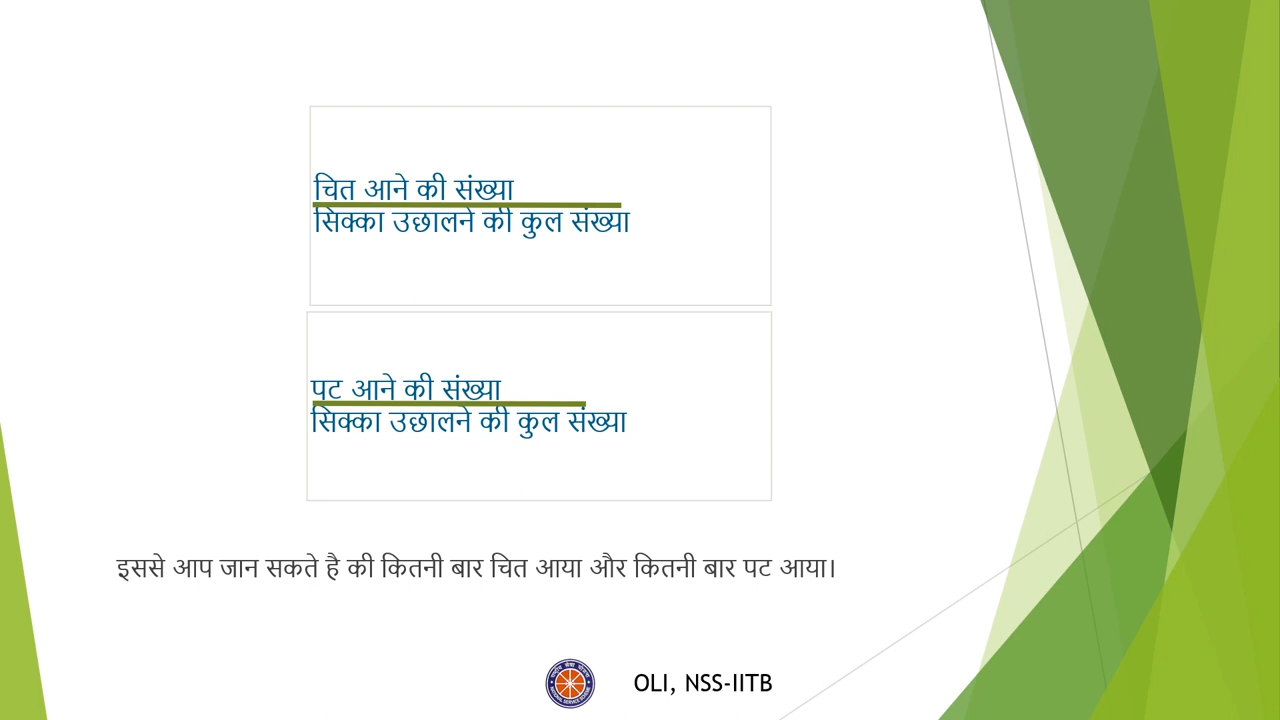 चित आने की संख्या
सिक्का उछालने की कुल संख्या
पट आने की संख्या
सिक्का उछालने की कुल संख्या
इससे आप जान सकते है की कितनी बार चित आया और कितनी बार पट आया।
OLI, NSS-IITB